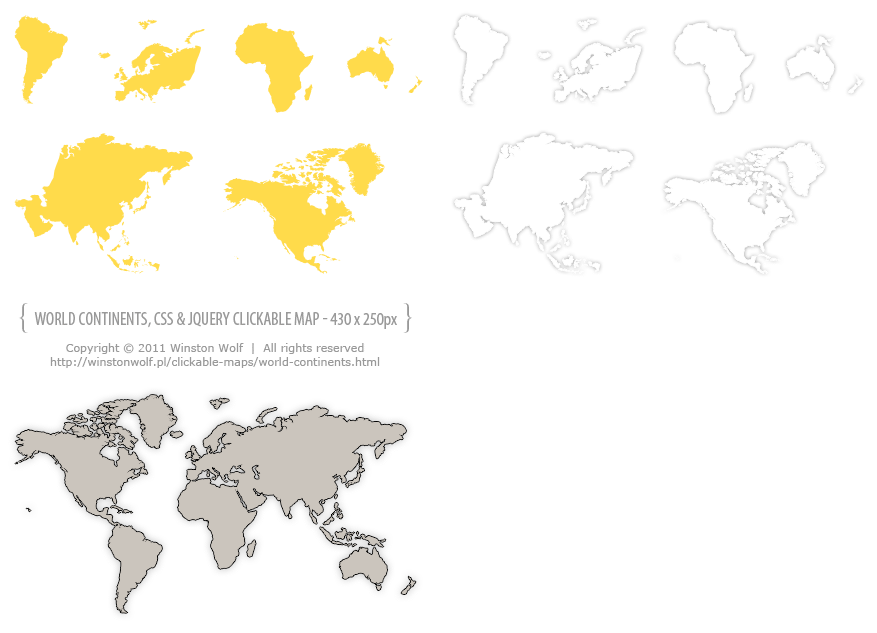 { WORLD CONTINENTS, CSS & JQUERY CLICKABLE MAP - 430 x 250px }
Copyright © 2011 Winston Wolf | All rights reserved
http://winstonwolf.pl/clickable-maps/world-continents.html